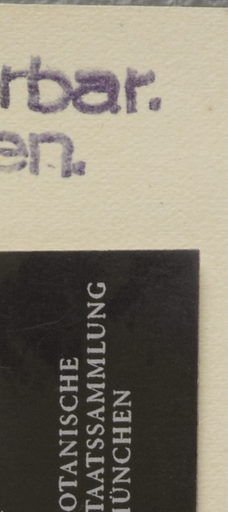 rbar.
en.
OTANISCHE
TAATSSAMMLUNG
ÜNCHEN